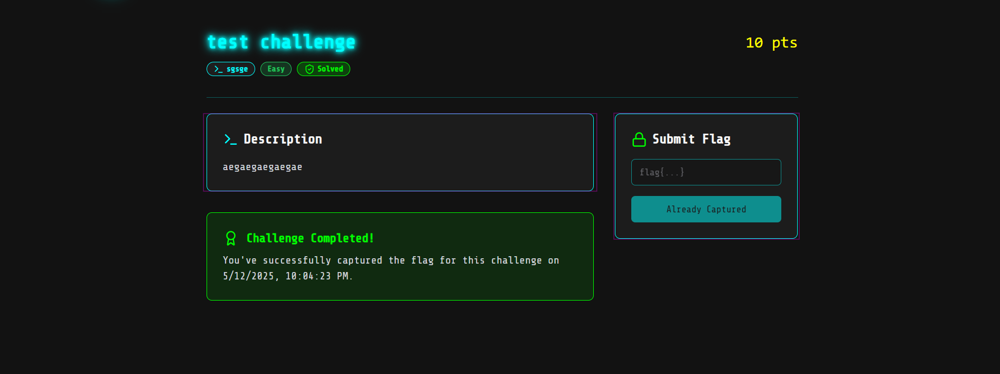 test challenge
10 pts
sgsge
Easy
Solved
Description
aegaegaegaegae
Submit Flag
flag{...}
Already Captured
Challenge Completed!
You've successfully captured the flag for this challenge on
5/12/2025, 10:04:23 PM.